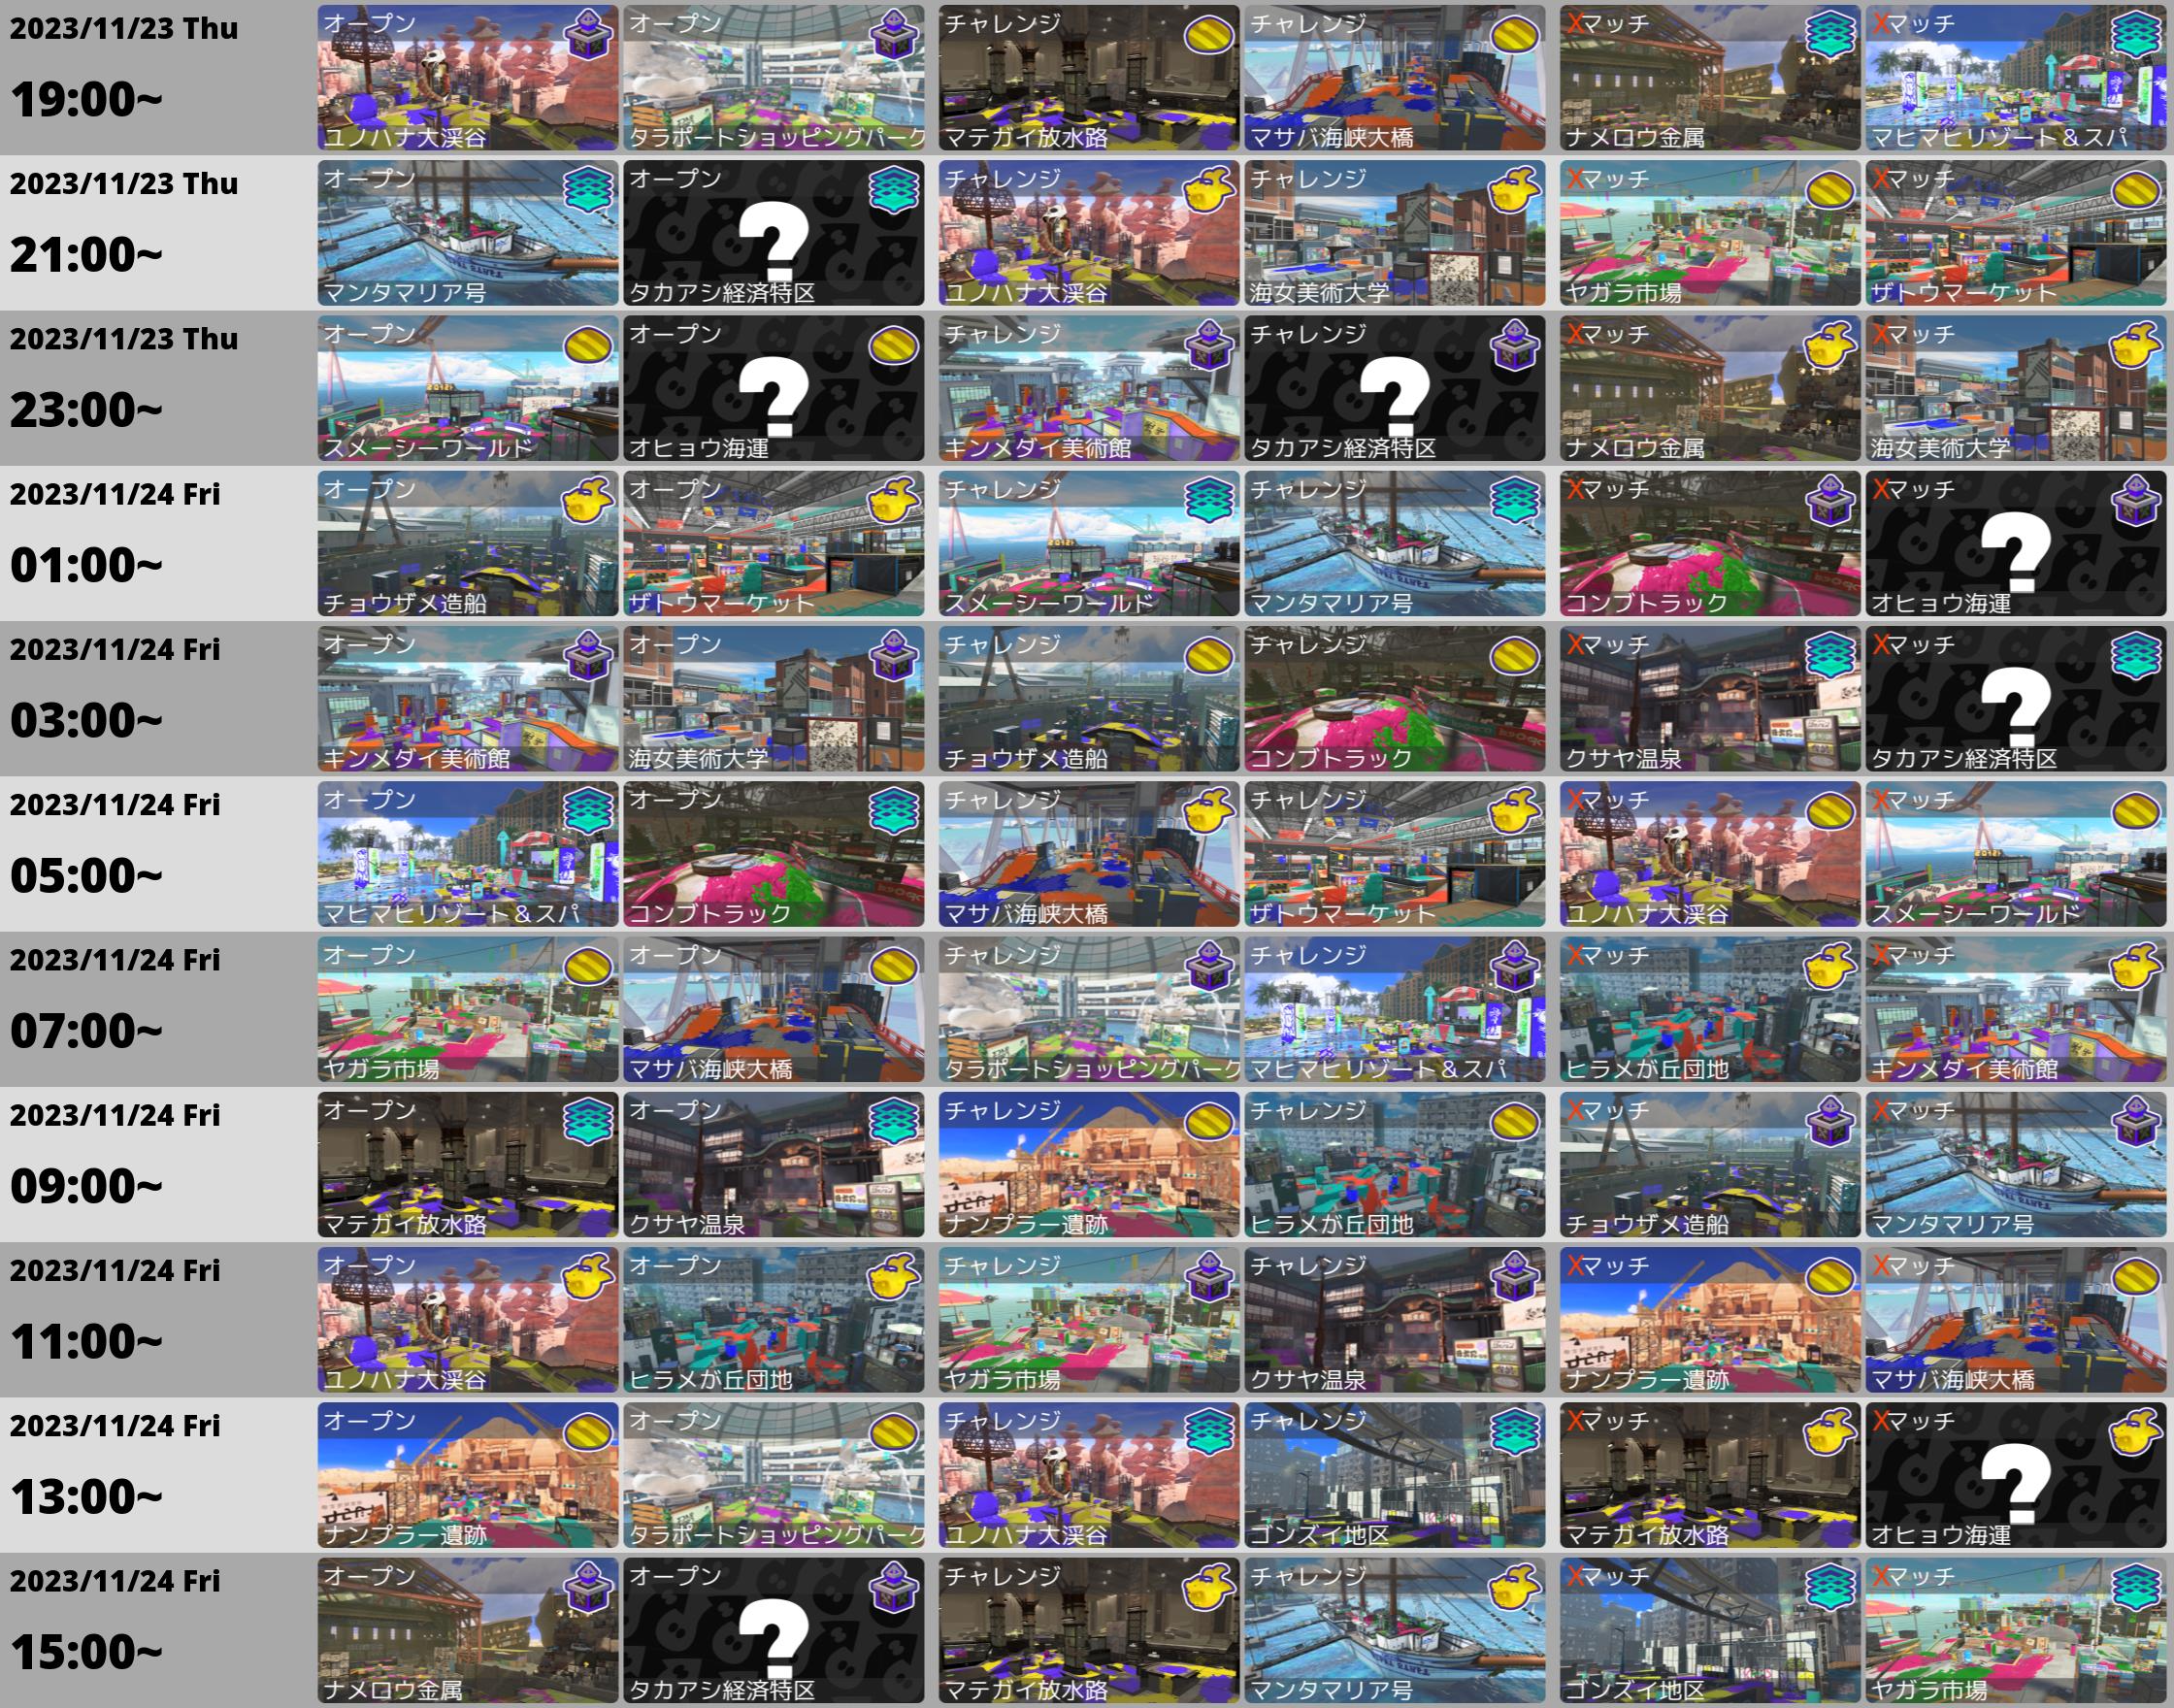 2023/11/23 Thu
19:00~
オープン オープン チャレンジ チャレンジ Xマッチ Xマッチ
ユノハナ大渓谷 タラポートショッピングパーク マテガイ放水路 マサバ海峡大橋 ナメロウ金属 マヒマヒリゾート＆スパ
2023/11/23 Thu
21:00~
オープン オープン チャレンジ チャレンジ Xマッチ Xマッチ
?
マンタマリア号 タカアシ経済特区 ユノハナ大渓谷 海女美術大学 ヤガラ市場 ザトウマーケット
2023/11/23 Thu
23:00~
オープン オープン チャレンジ チャレンジ Xマッチ Xマッチ
? ?
スメーシーワールド オヒョウ海運 キンメダイ美術館 タカアシ経済特区 ナメロウ金属 海女美術大学
2023/11/24 Fri
01:00~
オープン オープン チャレンジ チャレンジ Xマッチ Xマッチ
?
チョウザメ造船 ザトウマーケット スメーシーワールド マンタマリア号 コンブトラック オヒョウ海運
2023/11/24 Fri
03:00~
オープン オープン チャレンジ チャレンジ Xマッチ Xマッチ
?
キンメダイ美術館 海女美術大学 チョウザメ造船 コンブトラック クサヤ温泉 タカアシ経済特区
2023/11/24 Fri
05:00~
オープン オープン チャレンジ チャレンジ Xマッチ Xマッチ
マヒマヒリゾート＆スパ コンブトラック マサバ海峡大橋 ザトウマーケット ユノハナ大渓谷 スメーシーワールド
2023/11/24 Fri
07:00~
オープン オープン チャレンジ チャレンジ Xマッチ Xマッチ
ヤガラ市場 マサバ海峡大橋 タラポートショッピングパーク マヒマヒリゾート＆スパ ヒラメが丘団地 キンメダイ美術館
2023/11/24 Fri
09:00~
オープン オープン チャレンジ チャレンジ Xマッチ Xマッチ
マテガイ放水路 クサヤ温泉 ナンプラー遺跡 ヒラメが丘団地 チョウザメ造船 マンタマリア号
2023/11/24 Fri
11:00~
オープン オープン チャレンジ チャレンジ Xマッチ Xマッチ
ユノハナ大渓谷 ヒラメが丘団地 ヤガラ市場 クサヤ温泉 ナンプラー遺跡 マサバ海峡大橋
2023/11/24 Fri
13:00~
オープン オープン チャレンジ チャレンジ Xマッチ Xマッチ
?
ナンプラー遺跡 タラポートショッピングパーク ユノハナ大渓谷 ゴンズイ地区 マテガイ放水路 オヒョウ海運
2023/11/24 Fri
15:00~
オープン オープン チャレンジ チャレンジ Xマッチ Xマッチ
?
ナメロウ金属 タカアシ経済特区 マテガイ放水路 マンタマリア号 ゴンズイ地区 ヤガラ市場